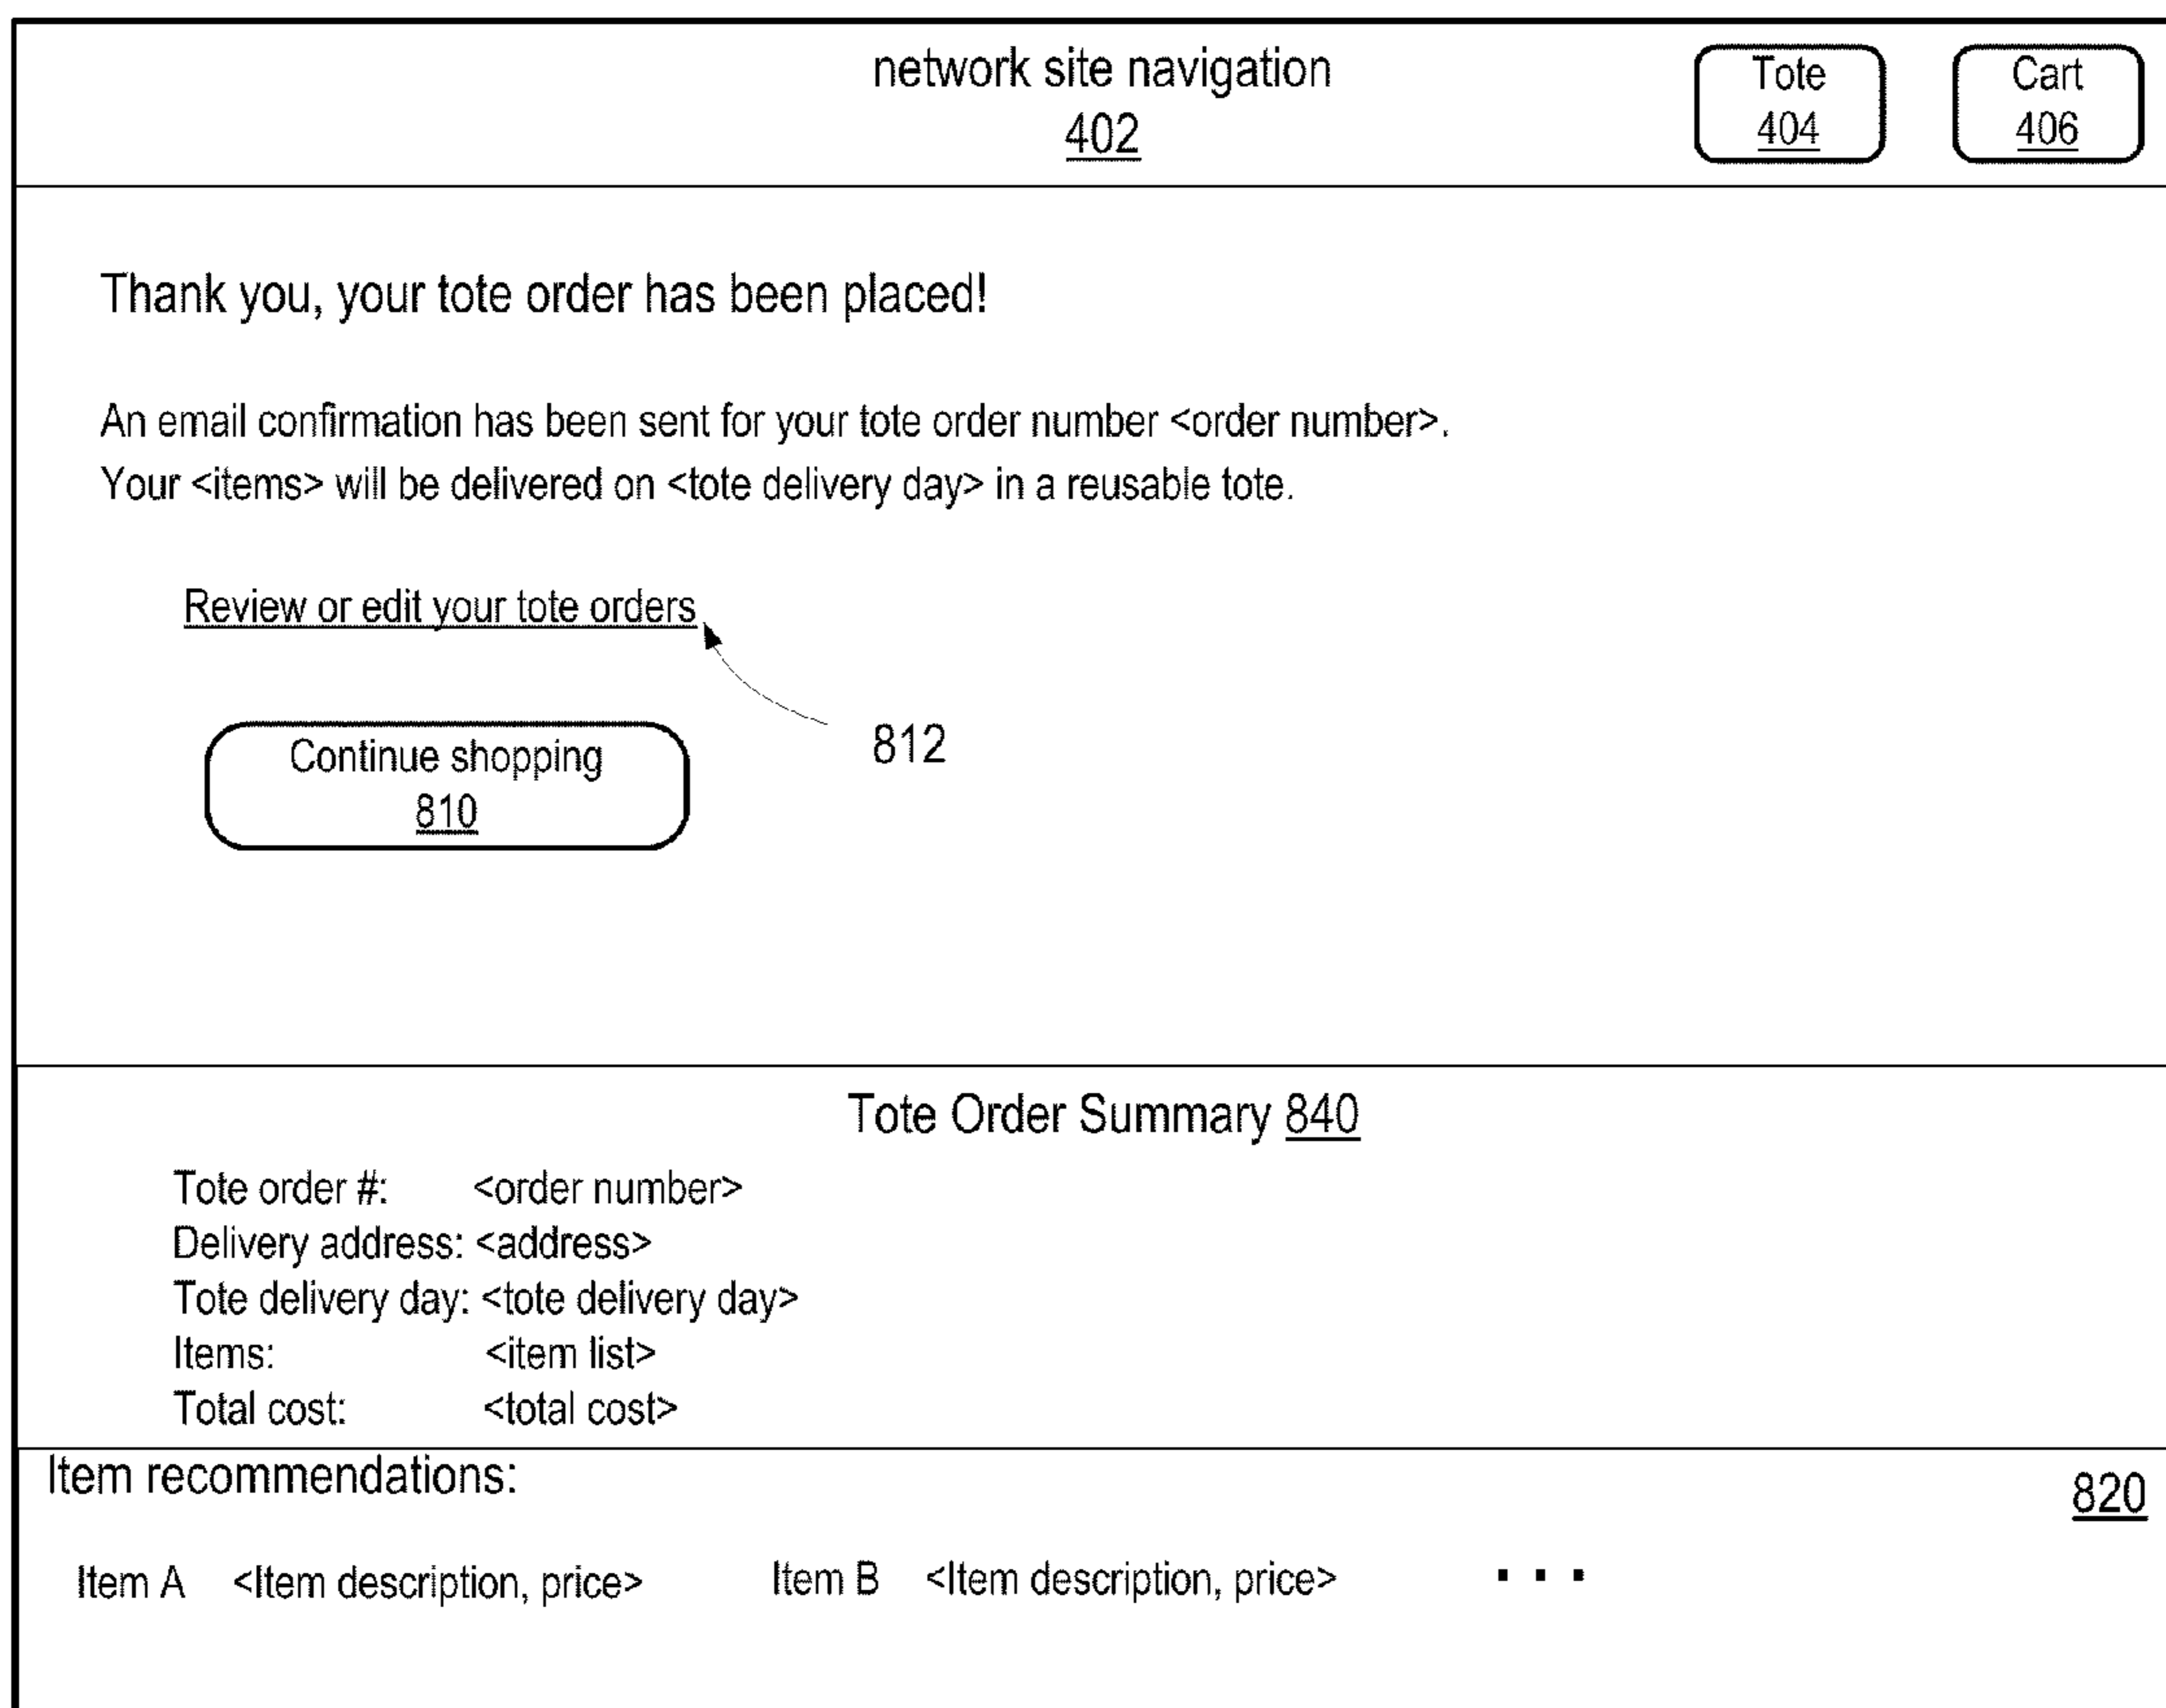 network site navigation
402
Tote
404
Cart
406
Thank you, your tote order has been placed!
An email confirmation has been sent for your tote order number <order number>.
Your <items> will be delivered on <tote delivery day> in a reusable tote.
Review or edit your tote orders
812
Continue shopping
810
Tote Order Summary 840
Tote order #: <order number>
Delivery address: <address>
Tote delivery day: <tote delivery day>
Items: <item list>
Total cost: <total cost>
Item recommendations:
820
Item A <Item description, price> Item B <Item description, price> ...